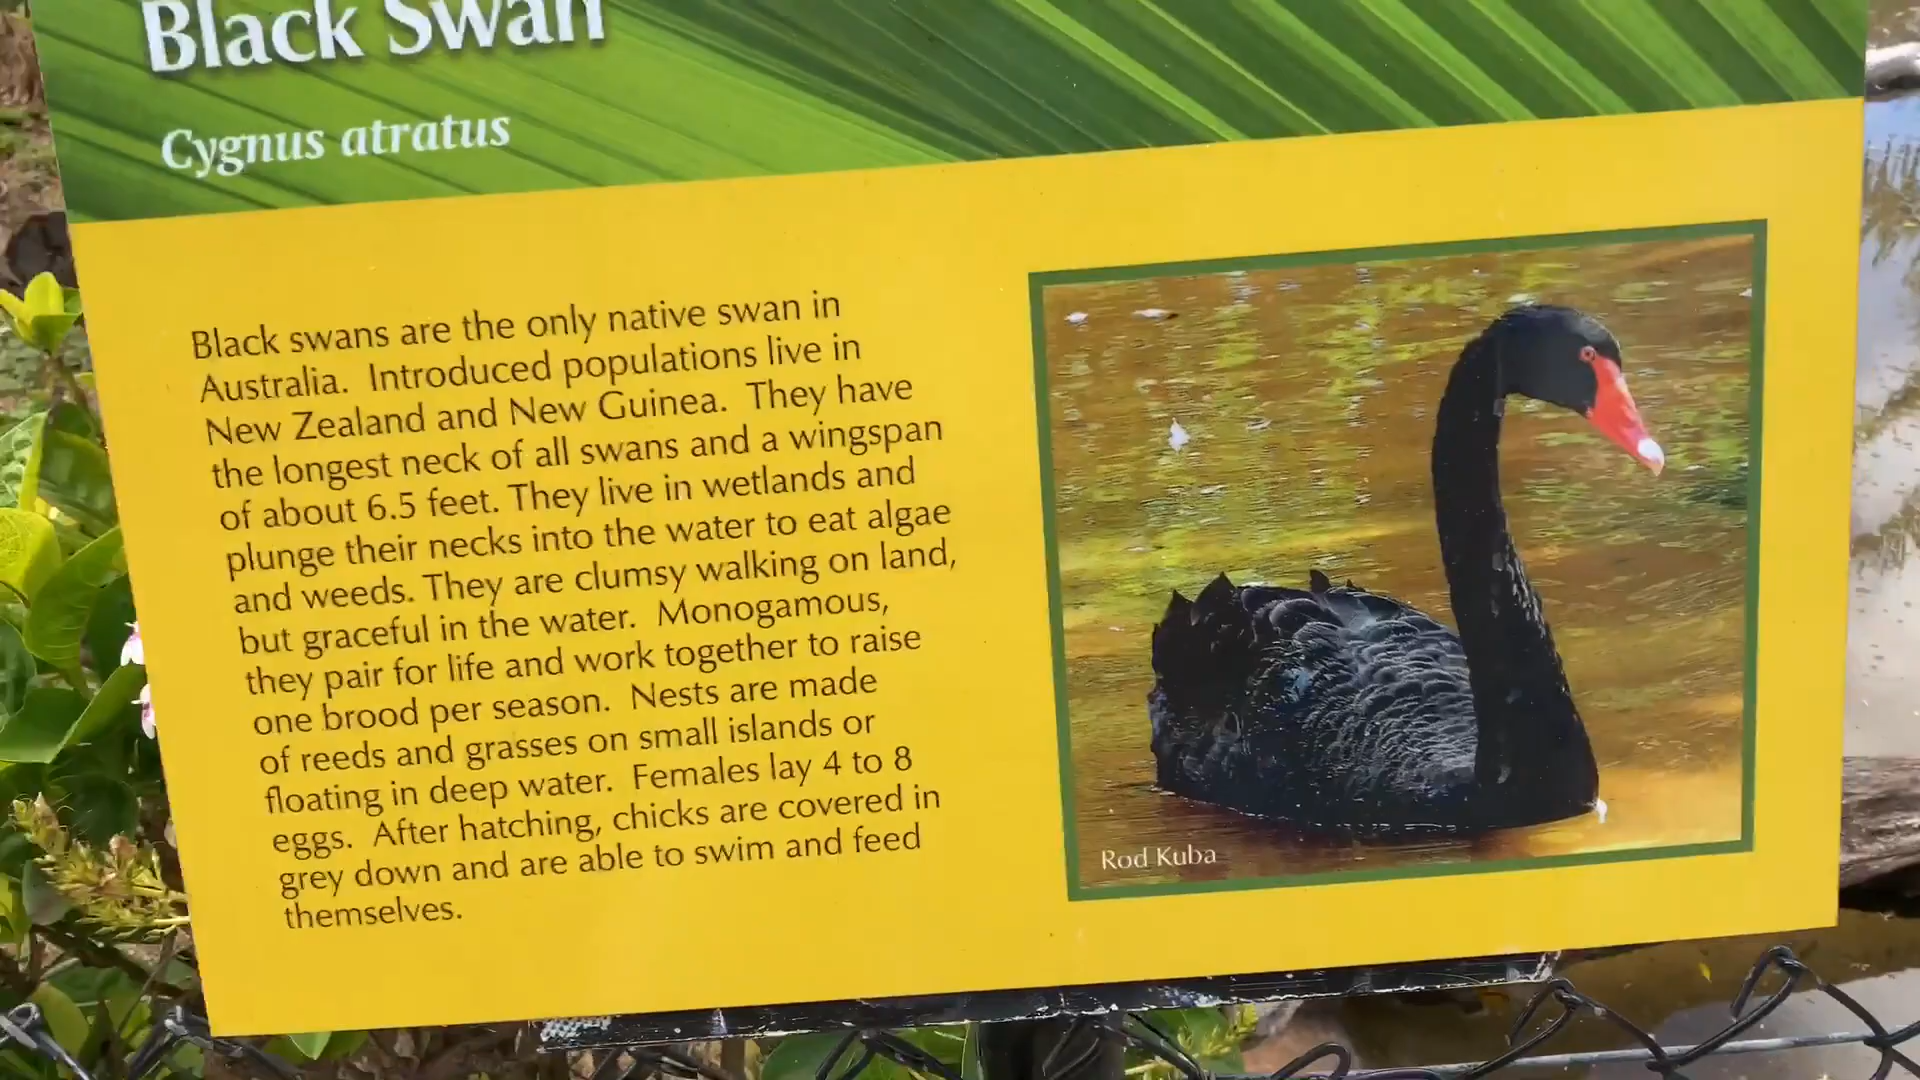 Black Swan
Cygnus atratus
Black swans are the only native swan in
Australia. Introduced populations live in
New Zealand and New Guinea. They have
the longest neck of all swans and a wingspan
of about 6.5 feet. They live in wetlands and
plunge their necks into the water to eat algae
and weeds. They are clumsy walking on land,
but graceful in the water. Monogamous,
they pair for life and work together to raise
one brood per season. Nests are made
of reeds and grasses on small islands or
floating in deep water. Females lay 4 to 8
eggs. After hatching, chicks are covered in
grey down and are able to swim and feed
themselves.
Rod Kuba